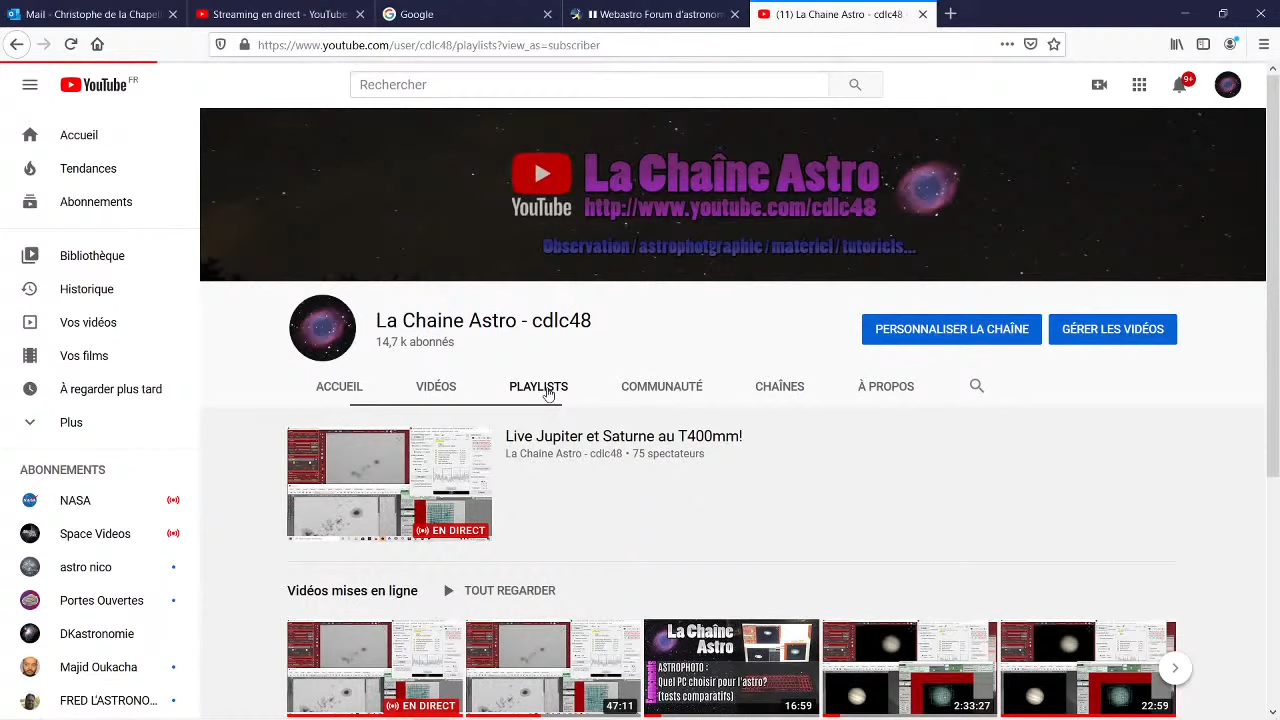 Mail - Christophe de la Chapell
Streaming en direct - YouTube
Google
Webastro Forum d'astronom
(11) La Chaine Astro - cdlc48 -
https://www.youtube.com/user/cdlc48/playlists?view_as=subscriber
YouTube FR
Rechercher
9+
Accueil
Tendances
Abonnements
Bibliothèque
Historique
Vos vidéos
Vos films
À regarder plus tard
Plus
ABONNEMENTS
NASA
Space Videos
astro nico
Portes Ouvertes
DKastronomie
Majid Oukacha
FRED L'ASTRONO...
YouTube
La Chaîne Astro
http://www.youtube.com/cdlc48
Observation / astrophotgraphie / matériel / tutoriels...
La Chaine Astro - cdlc48
14,7 k abonnés
PERSONNALISER LA CHAÎNE
GÉRER LES VIDÉOS
ACCUEIL
VIDÉOS
PLAYLISTS
COMMUNAUTÉ
CHAÎNES
À PROPOS
Live Jupiter et Saturne au T400mm
La Chaine Astro - cdlc48 • 75 spectateurs
EN DIRECT
Vidéos mises en ligne
TOUT REGARDER
EN DIRECT
47:11
La Chaîne Astro
ASTROPHOTO :
Quel PC choisir pour l'astro?
(tests comparatifs)
16:59
2:33:27
22:59